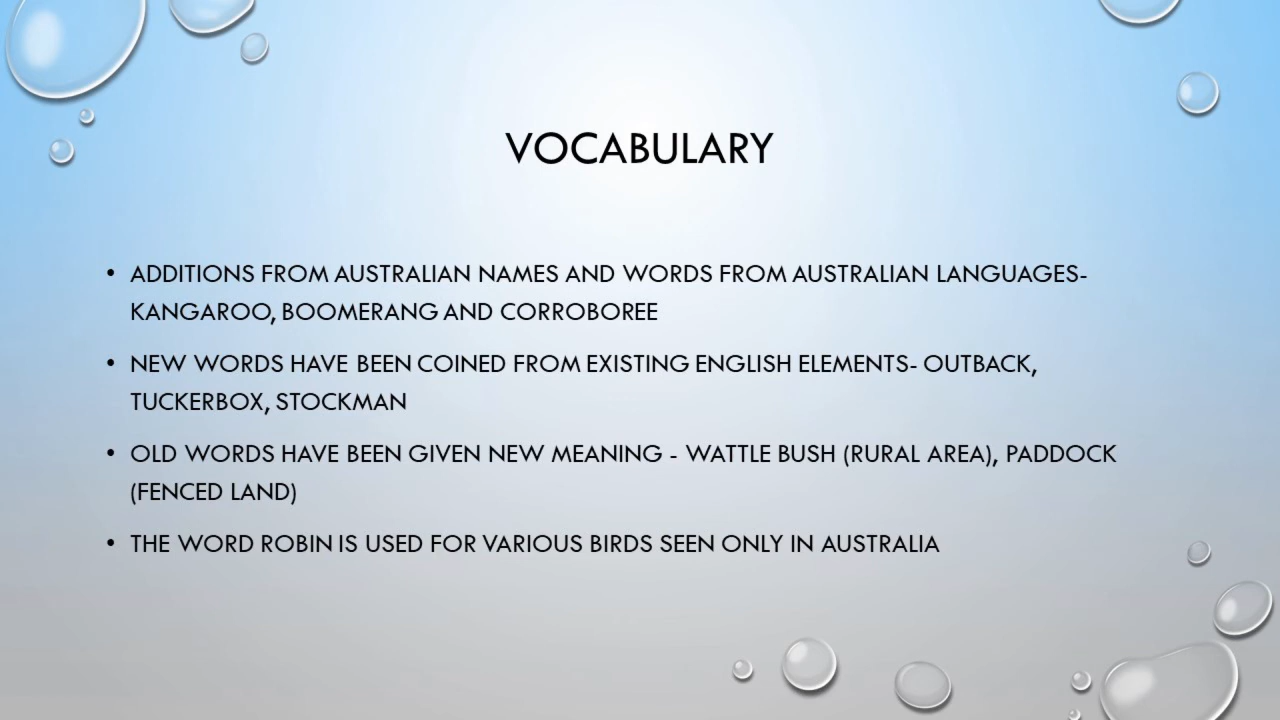 VOCABULARY
• ADDITIONS FROM AUSTRALIAN NAMES AND WORDS FROM AUSTRALIAN LANGUAGES-
KANGAROO, BOOMERANG AND CORROBOREE
• NEW WORDS HAVE BEEN COINED FROM EXISTING ENGLISH ELEMENTS- OUTBACK,
TUCKERBOX, STOCKMAN
• OLD WORDS HAVE BEEN GIVEN NEW MEANING - WATTLE BUSH (RURAL AREA), PADDOCK
(FENCED LAND)
• THE WORD ROBIN IS USED FOR VARIOUS BIRDS SEEN ONLY IN AUSTRALIA